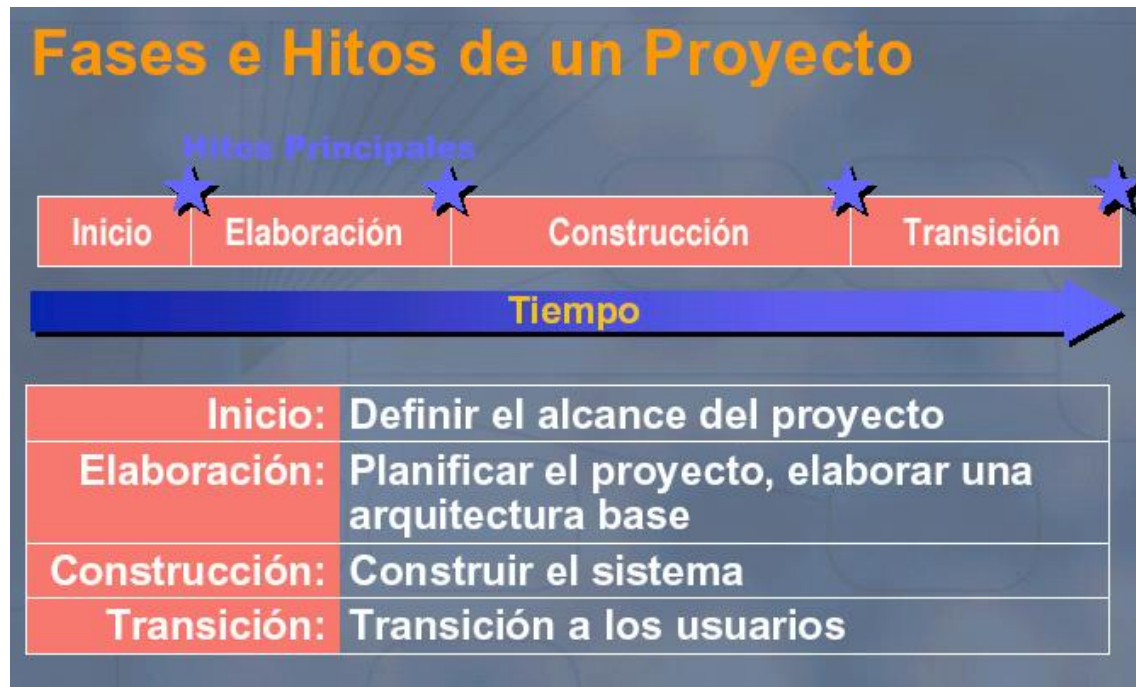 Fases e Hitos de un Proyecto
Hitos Principales
Inicio Elaboración Construcción Transición
Tiempo
Inicio: Definir el alcance del proyecto
Elaboración: Planificar el proyecto, elaborar una
arquitectura base
Construcción: Construir el sistema
Transición: Transición a los usuarios